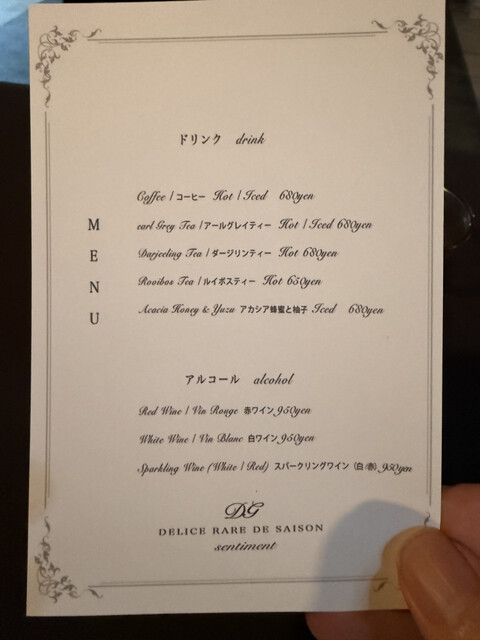 ドリンク drink
MENU
Coffee / コーヒー Hot / Iced 680yen
earl Grey Tea / アールグレイティー Hot / Iced 680yen
Darjeeling Tea / ダージリンティー Hot 680yen
Rooibos Tea / ルイボスティー Hot 650yen
Acacia Honey & Yuzu アカシア蜂蜜と柚子 Iced 680yen
アルコール alcohol
Red Wine / Vin Rouge 赤ワイン 950yen
White Wine / Vin Blanc 白ワイン 950yen
Sparkling Wine (White / Red) スパークリングワイン (白/赤) 950yen
DG
DELICE RARE DE SAISON
sentiment